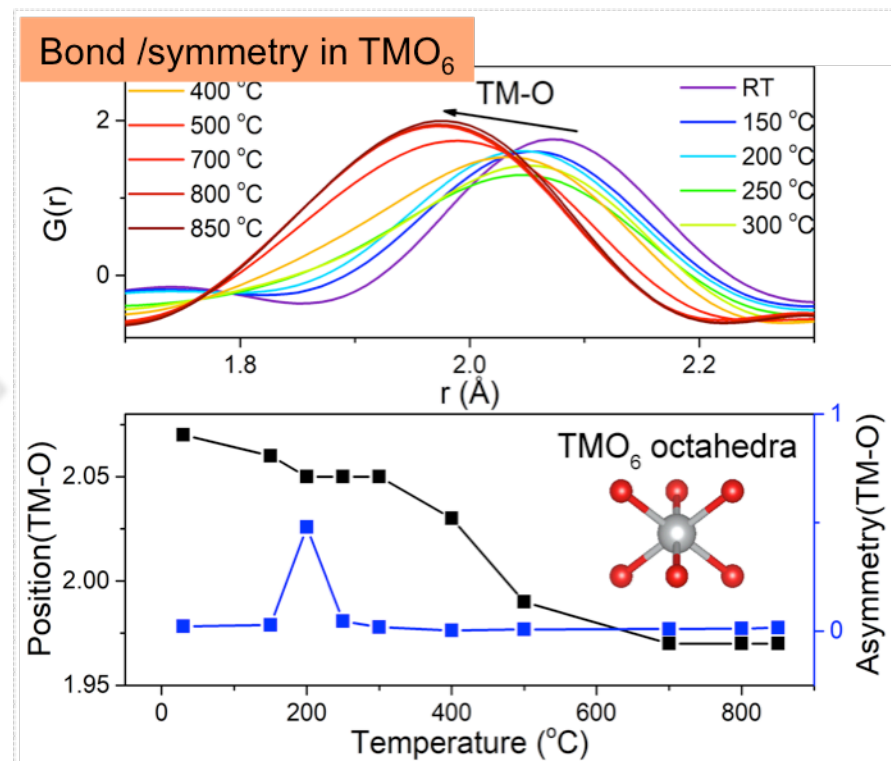 Bond /symmetry in TMO₆
400 °C
500 °C
700 °C
800 °C
850 °C
TM-O
RT
150 °C
200 °C
250 °C
300 °C
2
0
G(r)
1.8
2.0
2.2
r (Å)
TMO₆ octahedra
2.05
2.00
1.95
Position(TM-O)
1
0
Asymmetry(TM-O)
0
200
400
600
800
Temperature (°C)